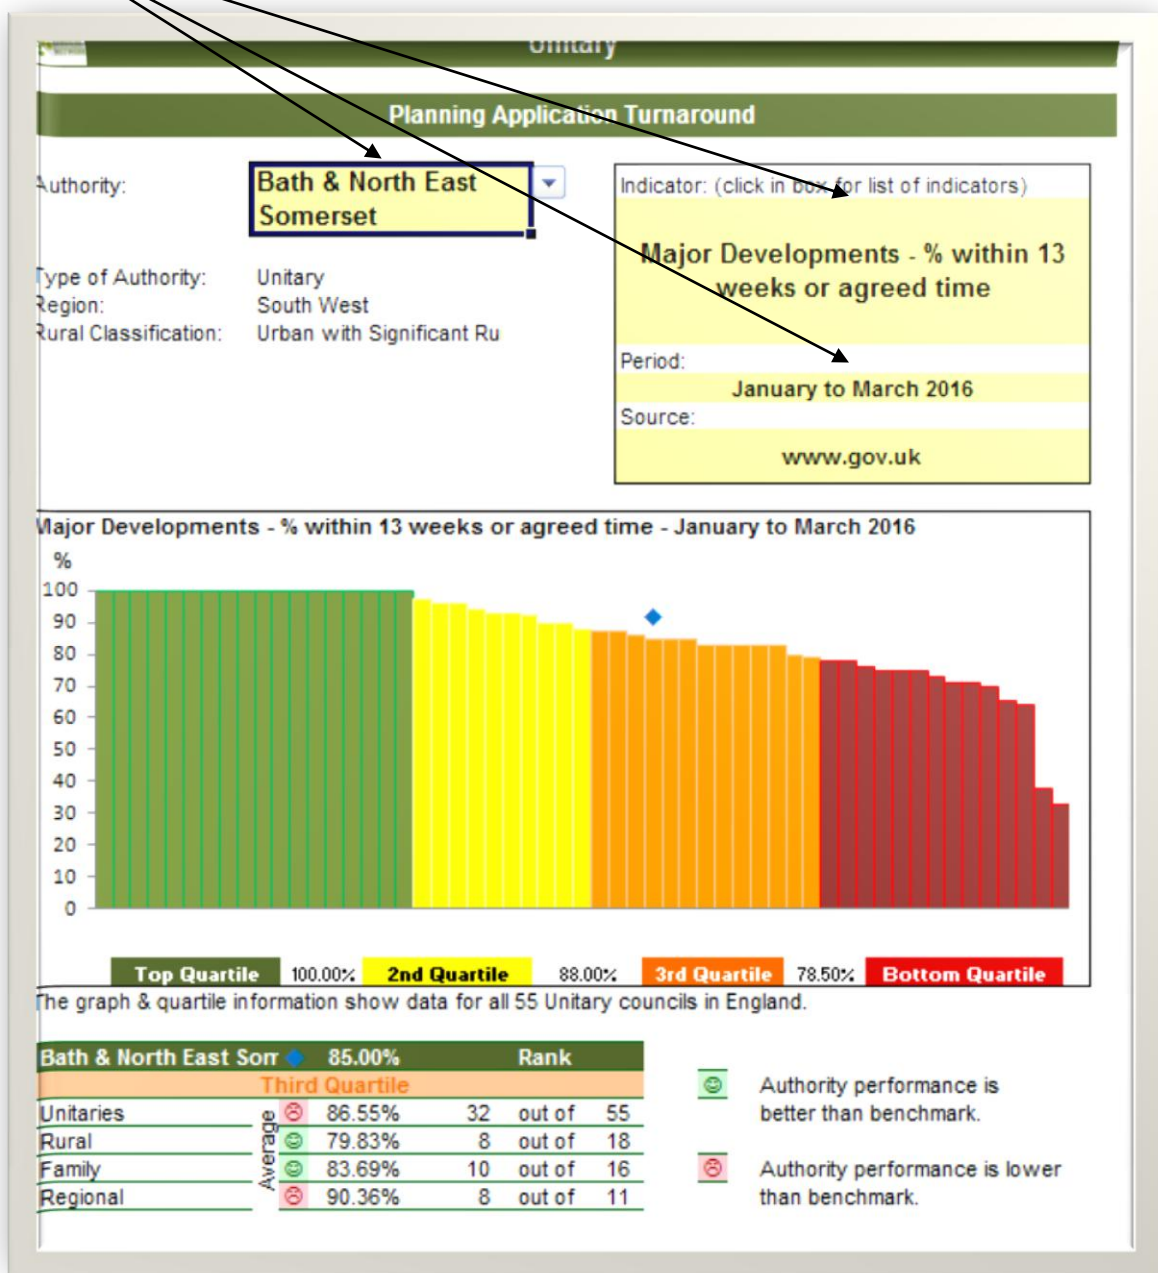 Unitary
Planning Application Turnaround
Authority:
Bath & North East
Somerset
Type of Authority: Unitary
Region: South West
Rural Classification: Urban with Significant Ru
Indicator: (click in box for list of indicators)
Major Developments - % within 13
weeks or agreed time
Period:
January to March 2016
Source:
www.gov.uk
Major Developments - % within 13 weeks or agreed time - January to March 2016
%
100
90
80
70
60
50
40
30
20
10
0
Top Quartile 100.00% 2nd Quartile 88.00% 3rd Quartile 78.50% Bottom Quartile
The graph & quartile information show data for all 55 Unitary councils in England.
Bath & North East Som 85.00% Rank
Third Quartile
Average
Unitaries 86.55% 32 out of 55
Rural 79.83% 8 out of 18
Family 83.69% 10 out of 16
Regional 90.36% 8 out of 11
Authority performance is
better than benchmark.
Authority performance is lower
than benchmark.